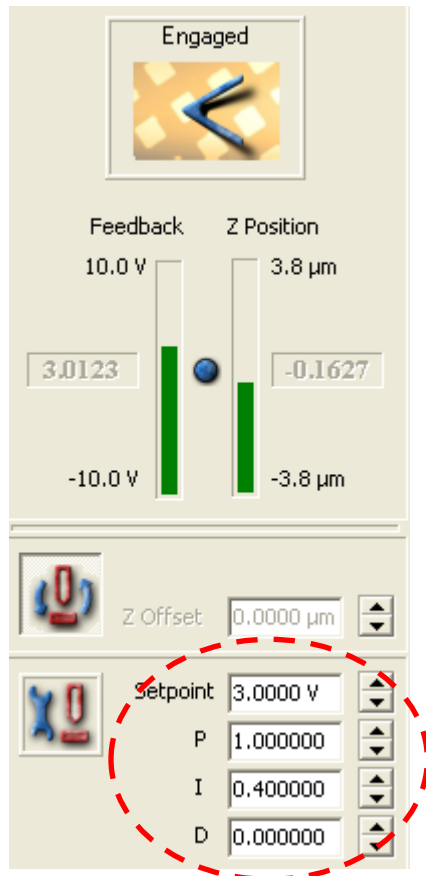 Engaged
Feedback Z Position
10.0 V 3.8 µm
3.0123 -0.1627
-10.0 V -3.8 µm
Z Offset 0.0000 µm
Setpoint 3.0000 V
P 1.000000
I 0.400000
D 0.000000